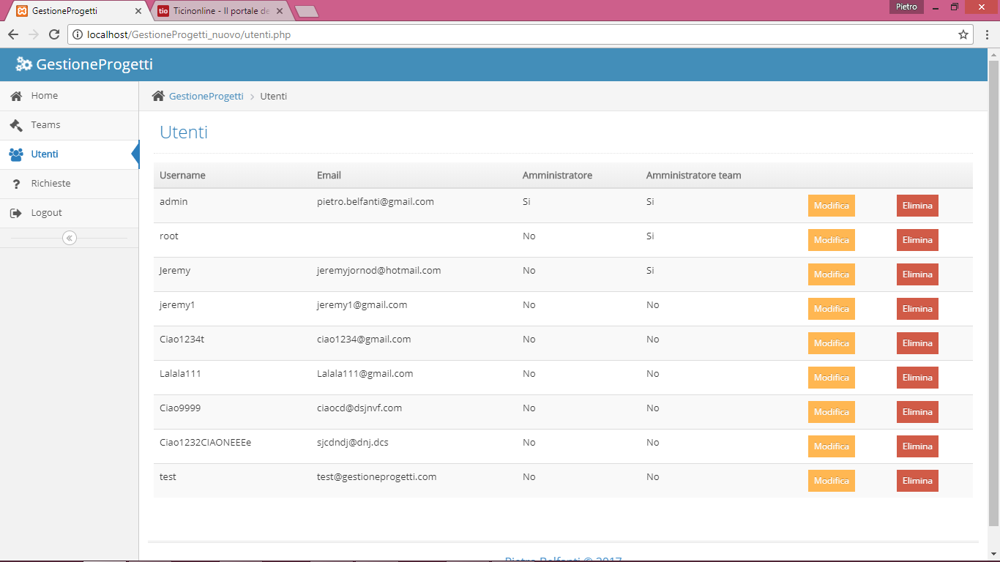 GestioneProgetti
Ticinonline - Il portale de
Pietro
localhost/GestioneProgetti_nuovo/utenti.php
GestioneProgetti
Home
Teams
Utenti
Richieste
Logout
GestioneProgetti > Utenti
Utenti
Username Email Amministratore Amministratore team
admin pietro.belfanti@gmail.com Si Si Modifica Elimina
root No Si Modifica Elimina
Jeremy jeremyjornod@hotmail.com No Si Modifica Elimina
jeremy1 jeremy1@gmail.com No No Modifica Elimina
Ciao1234t ciao1234@gmail.com No No Modifica Elimina
Lalala111 Lalala111@gmail.com No No Modifica Elimina
Ciao9999 ciaocd@dsjnvf.com No No Modifica Elimina
Ciao1232CIAONEEEe sjcdndj@dnj.dcs No No Modifica Elimina
test test@gestioneprogetti.com No No Modifica Elimina
Pietro Belfanti © 2017